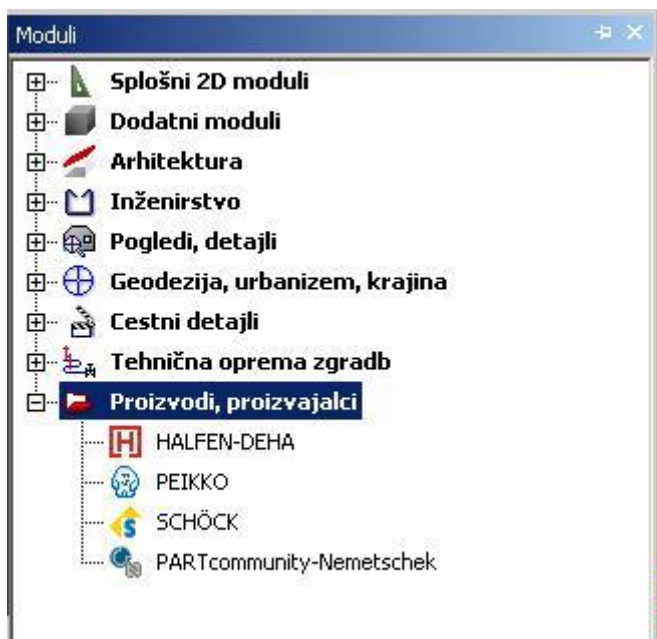 Moduli
Splošni 2D moduli
Dodatni moduli
Arhitektura
Inženirstvo
Pogledi, detajli
Geodezija, urbanizem, krajina
Cestni detajli
Tehnična oprema zgradb
Proizvodi, proizvajalci
HALFEN-DEHA
PEIKKO
SCHÖCK
PARTcommunity-Nemetschek